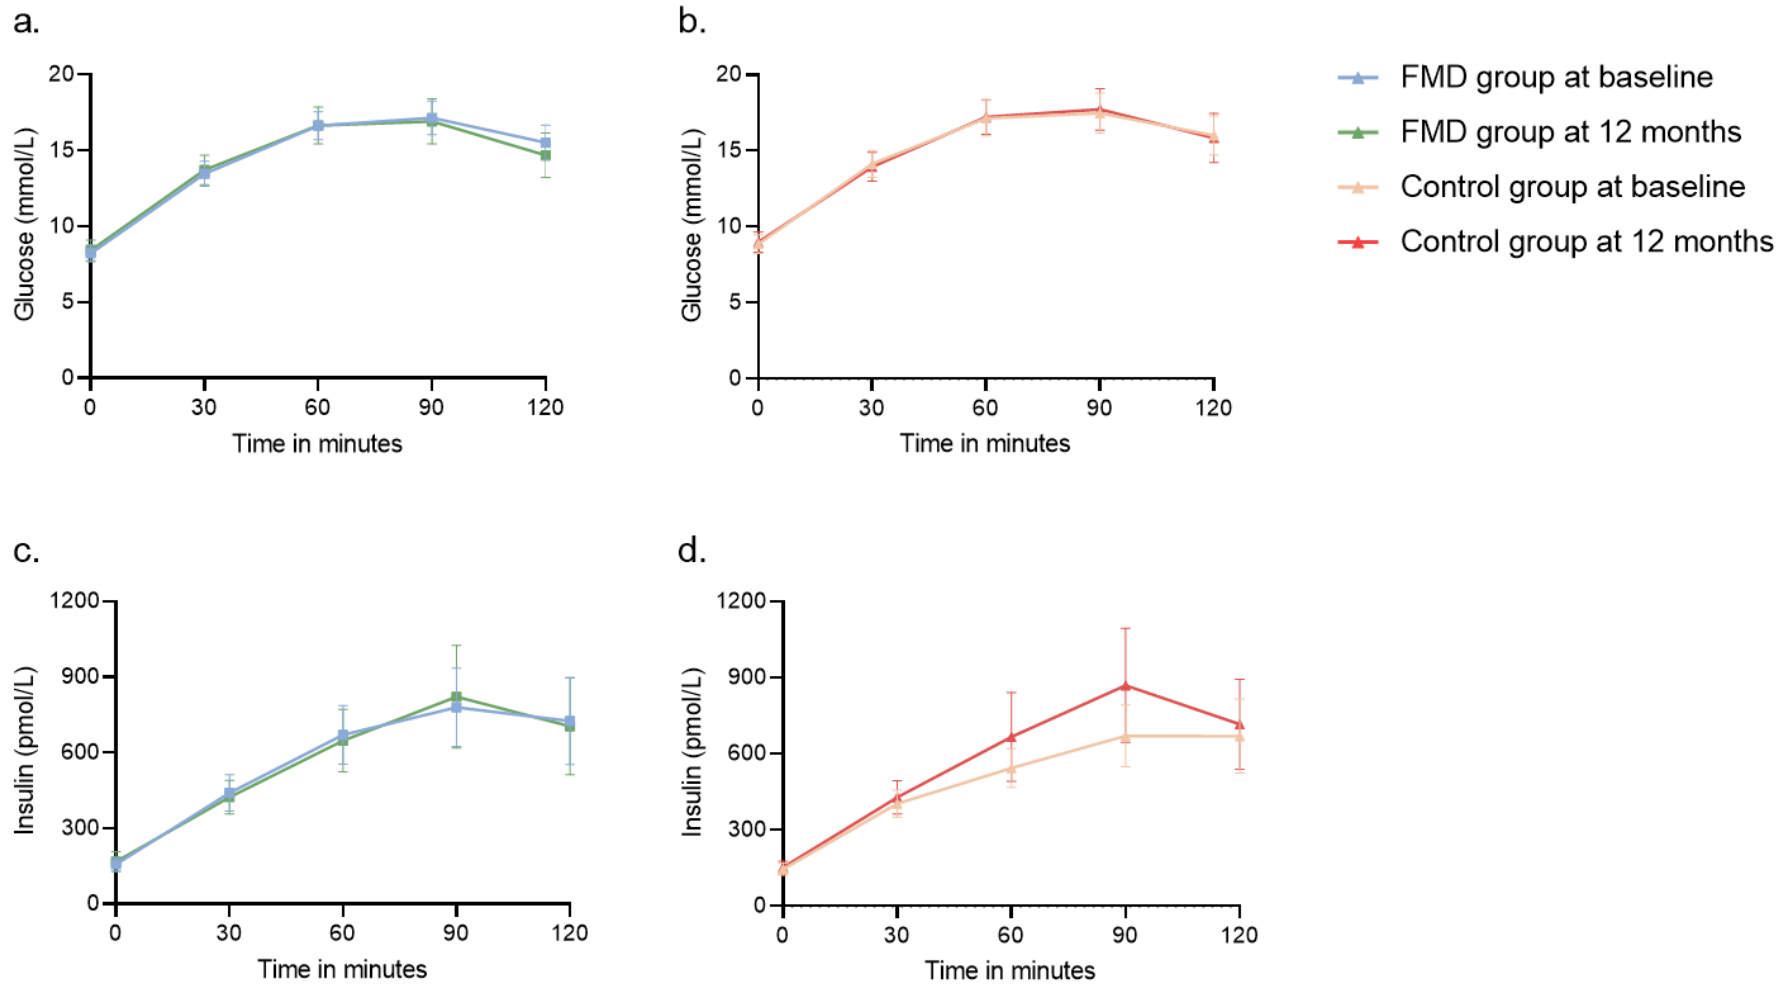 a.
20
15
10
5
0
Glucose (mmol/L)
0 30 60 90 120
Time in minutes
b.
20
15
10
5
0
Glucose (mmol/L)
0 30 60 90 120
Time in minutes
FMD group at baseline
FMD group at 12 months
Control group at baseline
Control group at 12 months
c.
1200
900
600
300
0
Insulin (pmol/L)
0 30 60 90 120
Time in minutes
d.
1200
900
600
300
0
Insulin (pmol/L)
0 30 60 90 120
Time in minutes